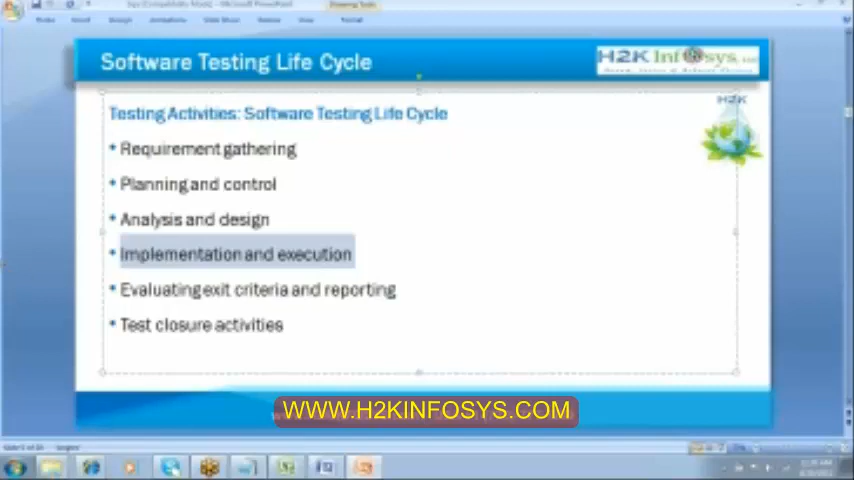 Software Testing Life Cycle
H2K Infosys
H2K
Testing Activities: Software Testing Life Cycle
• Requirement gathering
• Planning and control
• Analysis and design
• Implementation and execution
• Evaluating exit criteria and reporting
• Test closure activities
WWW.H2KINFOSYS.COM